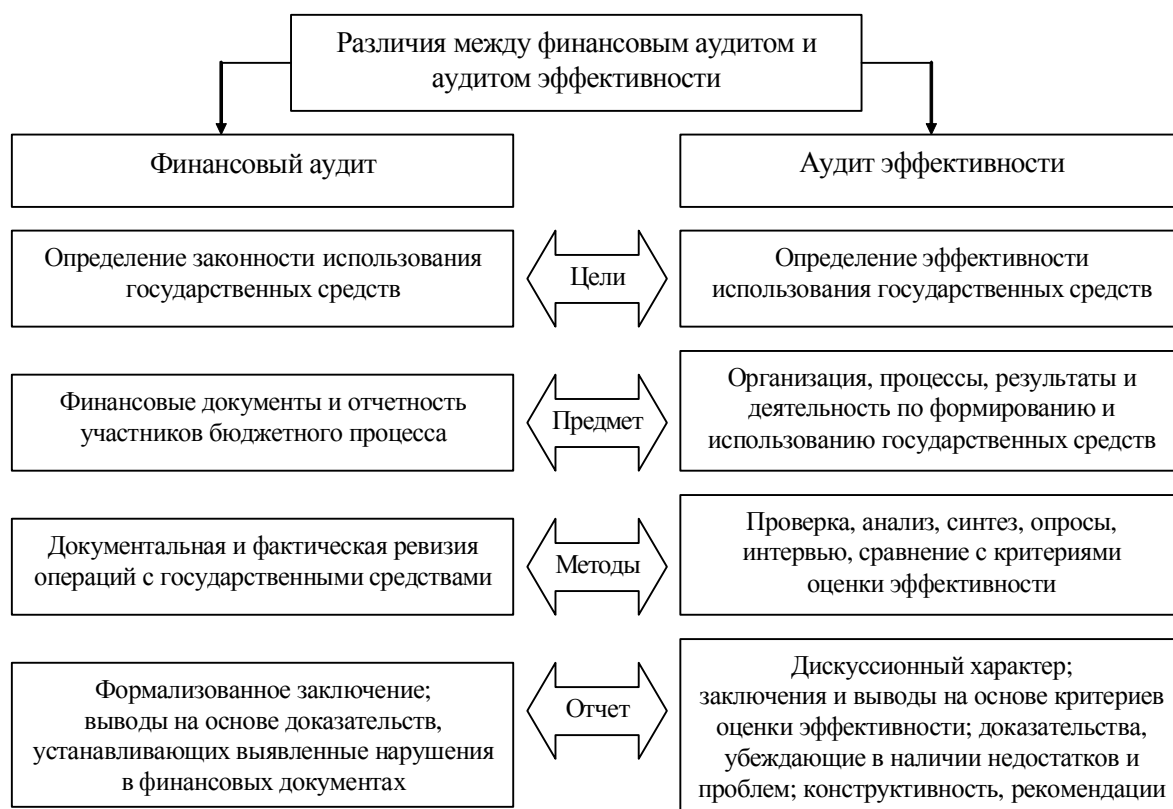 Различия между финансовым аудитом и
аудитом эффективности
Финансовый аудит
Аудит эффективности
Определение законности использования
государственных средств
Цели
Определение эффективности
использования государственных средств
Финансовые документы и отчетность
участников бюджетного процесса
Предмет
Организация, процессы, результаты и
деятельность по формированию и
использованию государственных средств
Документальная и фактическая ревизия
операций с государственными средствами
Методы
Проверка, анализ, синтез, опросы,
интервью, сравнение с критериями
оценки эффективности
Формализованное заключение;
выводы на основе доказательств,
устанавливающих выявленные нарушения
в финансовых документах
Отчет
Дискуссионный характер;
заключения и выводы на основе критериев
оценки эффективности; доказательства,
убеждающие в наличии недостатков и
проблем; конструктивность, рекомендации